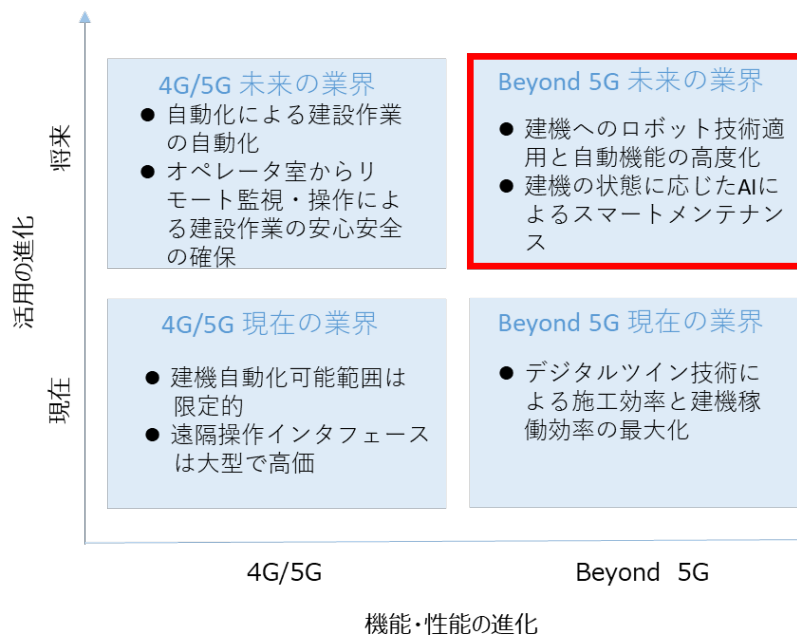 4G/5G 未来の業界
● 自動化による建設作業
の自動化
● オペレータ室からリ
モート監視・操作によ
る建設作業の安心安全
の確保
Beyond 5G 未来の業界
● 建機へのロボット技術適
用と自動機能の高度化
● 建機の状態に応じたAIに
よるスマートメンテナン
ス
4G/5G 現在の業界
● 建機自動化可能範囲は
限定的
● 遠隔操作インタフェース
は大型で高価
Beyond 5G 現在の業界
● デジタルツイン技術に
よる施工効率と建機稼
働効率の最大化
活用の進化
将来
現在
4G/5G
Beyond 5G
機能・性能の進化